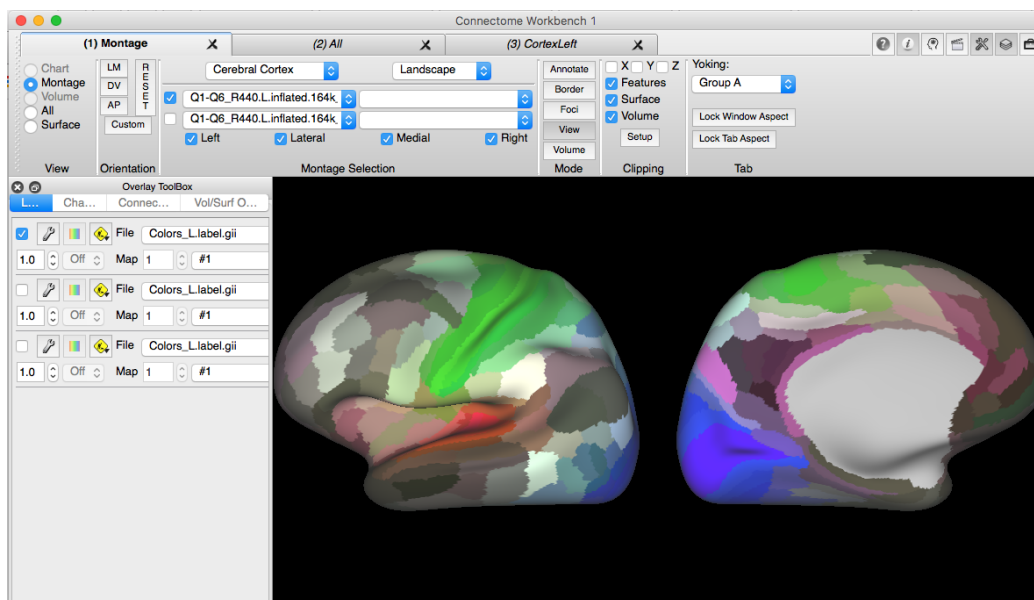 Connectome Workbench 1
(1) Montage
(2) All
(3) CortexLeft
Chart
Montage
Volume
All
Surface
View
LM
DV
AP
RESET
Custom
Orientation
Cerebral Cortex
Landscape
Q1-Q6_R440.L.inflated.164k_
Q1-Q6_R440.L.inflated.164k_
Left Lateral Medial Right
Montage Selection
Annotate
Border
Foci
View
Volume
Mode
X Y Z
Features
Surface
Volume
Setup
Clipping
Yoking:
Group A
Lock Window Aspect
Lock Tab Aspect
Tab
Overlay ToolBox
L... Cha... Connec... Vol/Surf O...
File Colors_L.label.gii
1.0 Off Map 1 #1
File Colors_L.label.gii
1.0 Off Map 1 #1
File Colors_L.label.gii
1.0 Off Map 1 #1